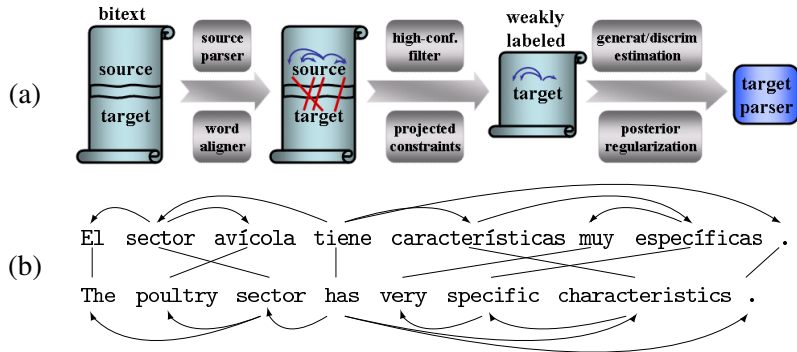 bitext
source parser
high-conf. filter
weakly labeled
generat/discrim estimation
(a)
source
target
source
target
target
target parser
word aligner
projected constraints
posterior regularization
(b)
El sector avícola tiene características muy específicas .
The poultry sector has very specific characteristics .